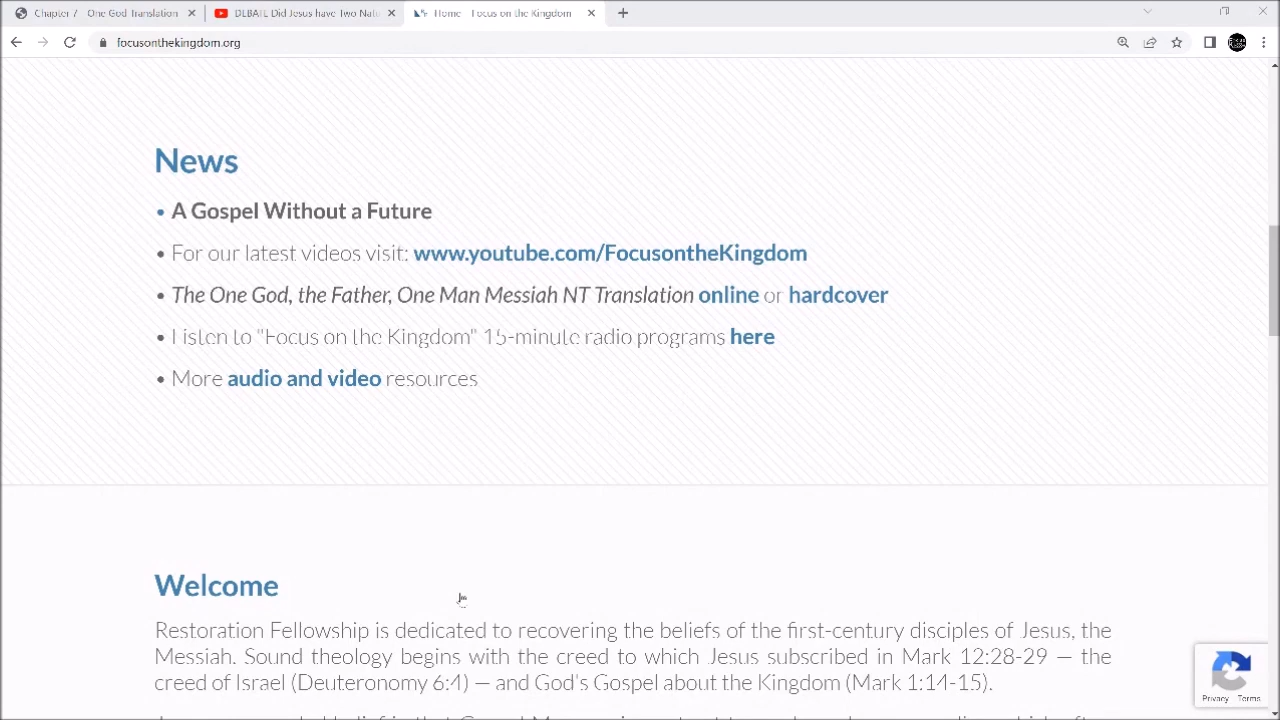 Chapter 7 One God Translation
DEBATE Did Jesus have Two Nati
Home Focus on the Kingdom
focusonthekingdom.org
News
• A Gospel Without a Future
• For our latest videos visit: www.youtube.com/FocusontheKingdom
• The One God, the Father, One Man Messiah NT Translation online or hardcover
• Listen to "Focus on the Kingdom" 15-minute radio programs here
• More audio and video resources
Welcome
Restoration Fellowship is dedicated to recovering the beliefs of the first-century disciples of Jesus, the
Messiah. Sound theology begins with the creed to which Jesus subscribed in Mark 12:28-29 — the
creed of Israel (Deuteronomy 6:4) — and God's Gospel about the Kingdom (Mark 1:14-15).
Privacy Terms